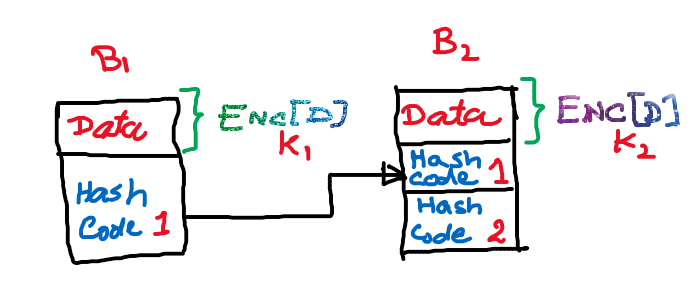 B1
Data
ENC[D]
K1
Hash
Code 1
B2
Data
ENC[D]
K2
Hash
Code 1
Hash
Code 2